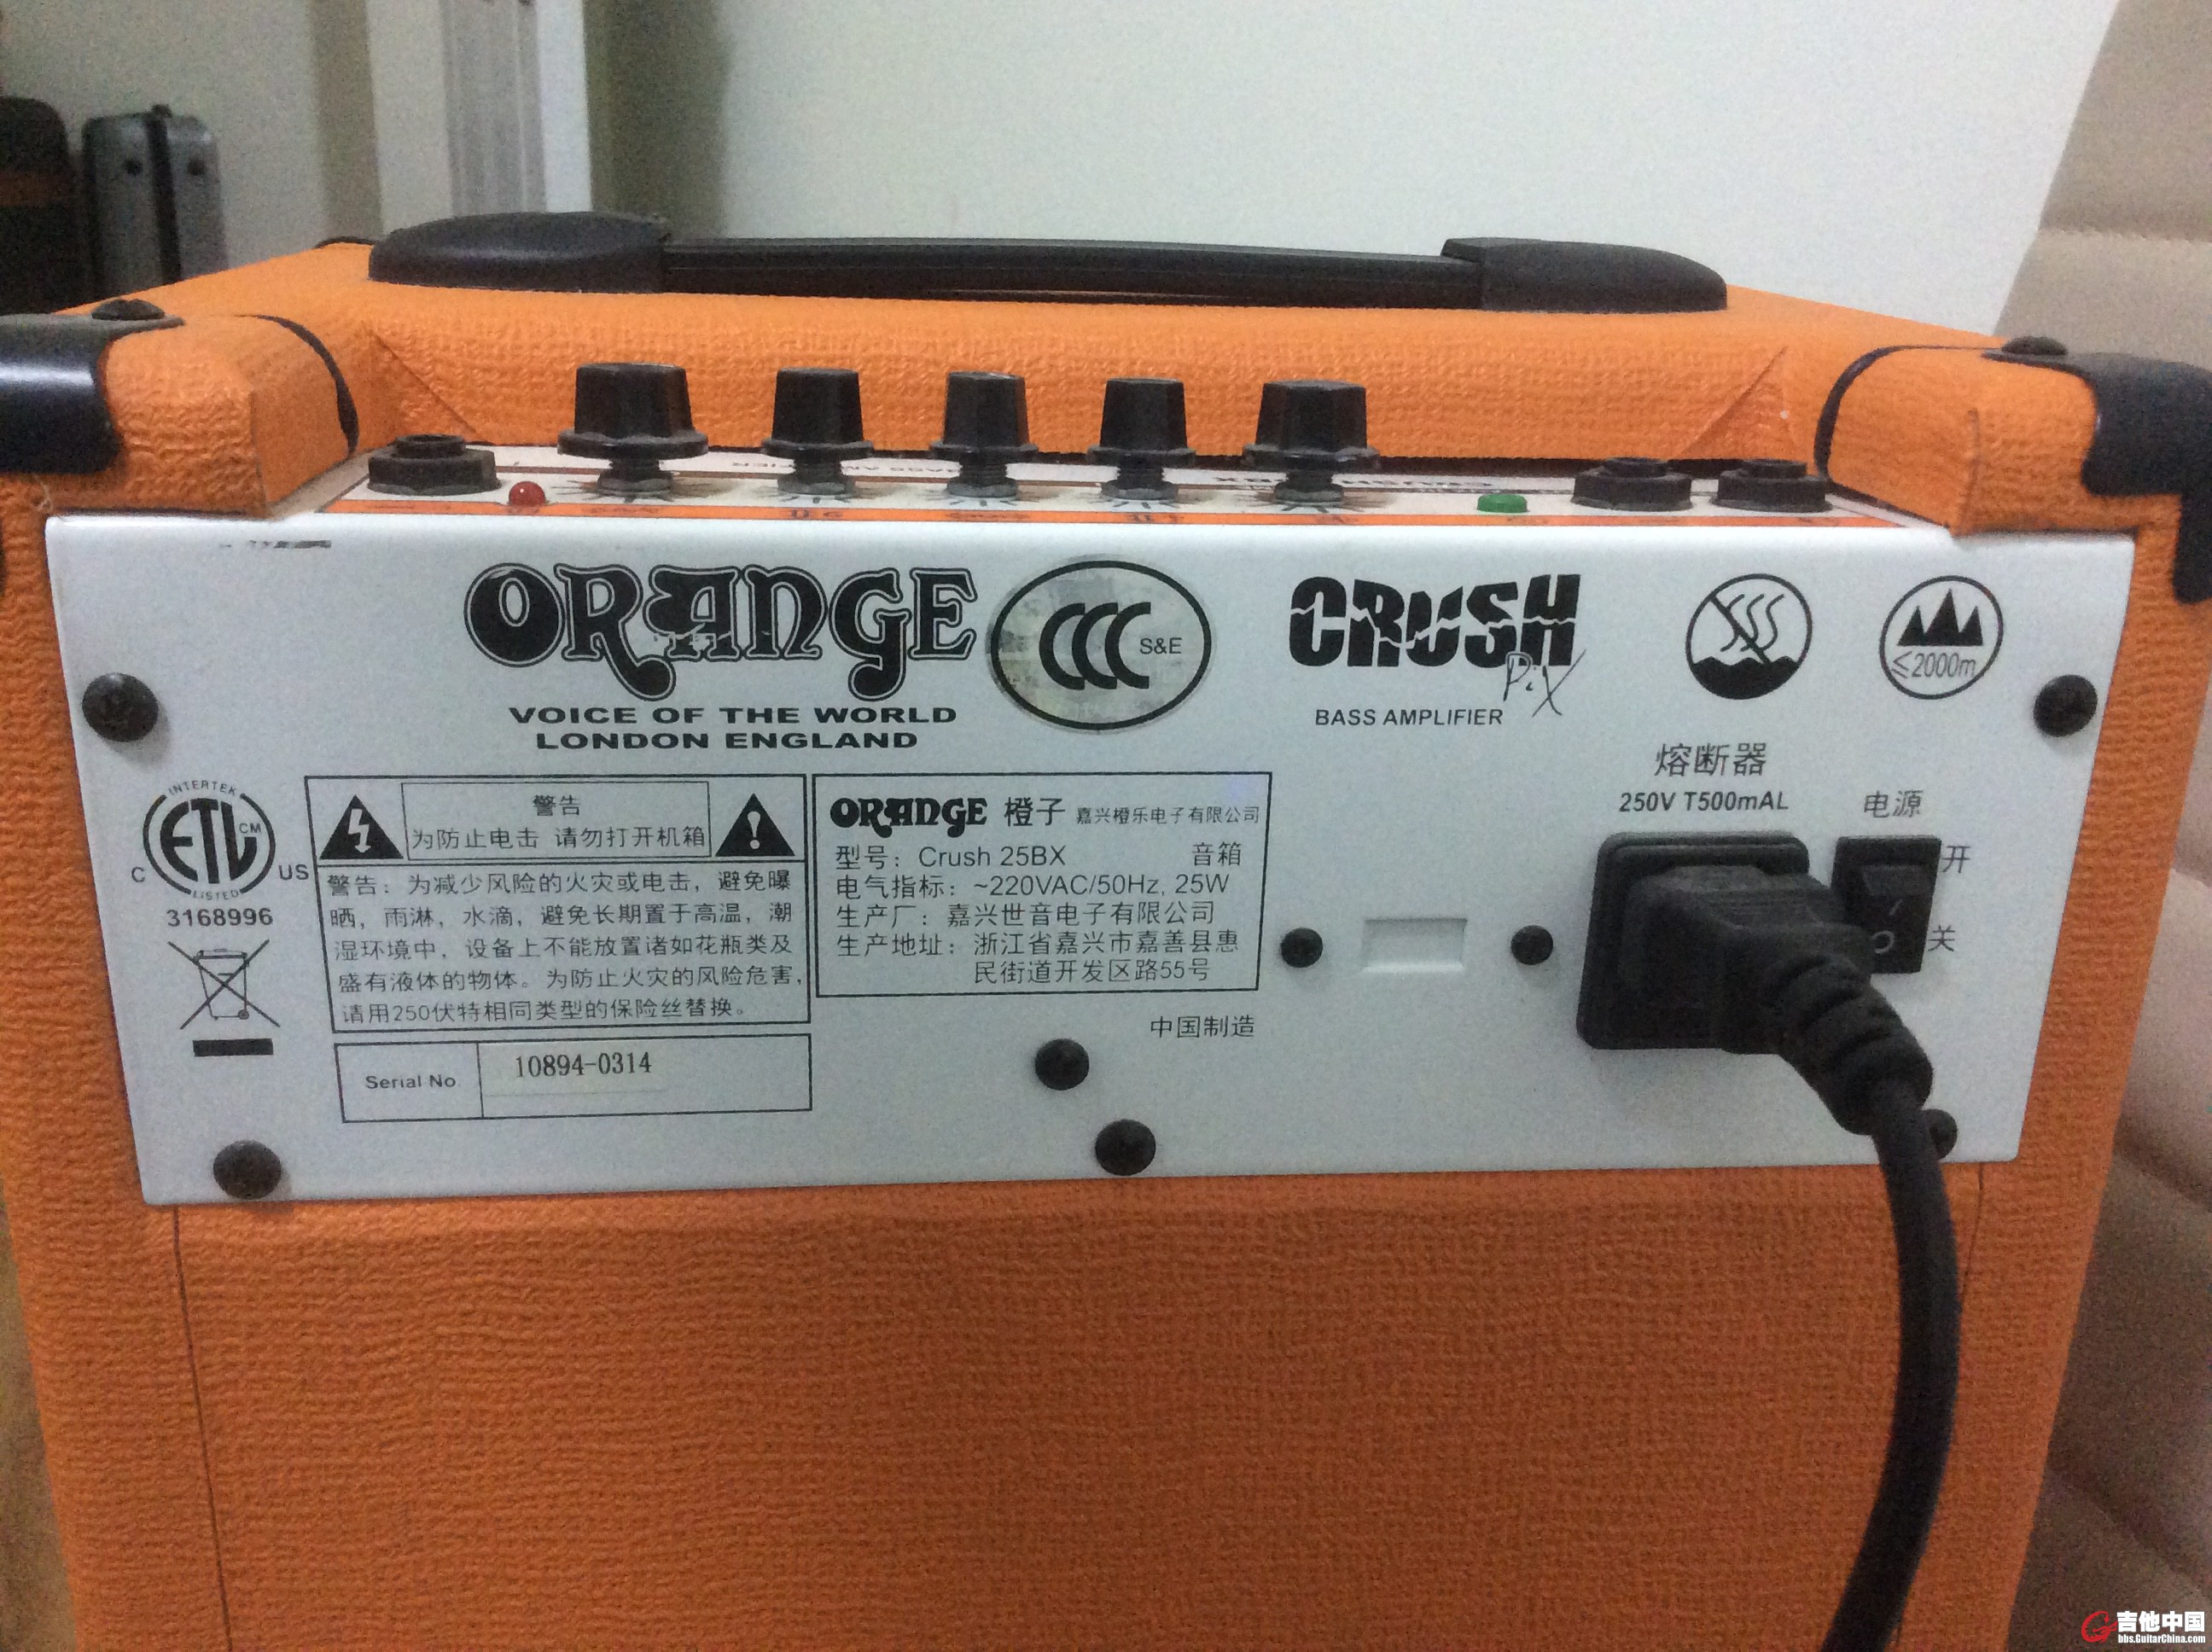 ORANGE
VOICE OF THE WORLD
LONDON ENGLAND
CCC S&E
CRUSH
PiX
BASS AMPLIFIER
≤2000m
熔断器
250V T500mAL
电源
开
关
INTERTEK
ETL CM
LISTED
C US
3168996
警告
为防止电击 请勿打开机箱
警告：为减少风险的火灾或电击，避免曝
晒，雨淋，水滴，避免长期置于高温，潮
湿环境中，设备上不能放置诸如花瓶类及
盛有液体的物体。为防止火灾的风险危害，
请用250伏特相同类型的保险丝替换。
Serial No. 10894-0314
ORANGE 橙子 嘉兴橙乐电子有限公司
型号：Crush 25BX 音箱
电气指标：~220VAC/50Hz, 25W
生产厂：嘉兴世音电子有限公司
生产地址：浙江省嘉兴市嘉善县惠
民街道开发区路55号
中国制造
吉他中国
bbs.GuitarChina.com